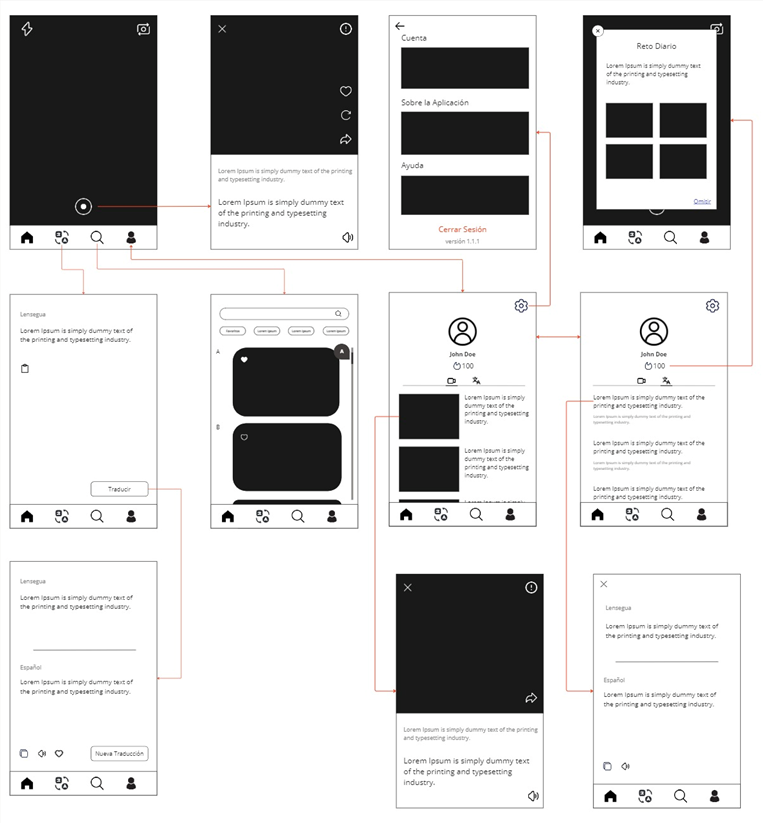 Lorem Ipsum is simply dummy text of the printing
and typesetting industry.
Lorem Ipsum is simply dummy text
of the printing and typesetting
industry.
Cuenta
Sobre la Aplicación
Ayuda
Cerrar Sesión
versión 1.1.1
Reto Diario
Lorem Ipsum is simply dummy text
of the printing and typesetting
industry.
Omitir
Lensegua
Lorem Ipsum is simply dummy text of
the printing and typesetting industry.
Traducir
Favoritos
Lorem Ipsum
Lorem Ipsum
Lorem Ipsum
A
A
B
John Doe
100
Lorem Ipsum is simply
dummy text of the
printing and
typesetting industry.
Lorem Ipsum is simply
dummy text of the
printing and
typesetting industry.
Lorem Ipsum is simply
John Doe
100
Lorem Ipsum is simply dummy text of the
printing and typesetting industry.
Lorem Ipsum is simply dummy text of the printing and
typesetting industry.
Lorem Ipsum is simply dummy text of the
printing and typesetting industry.
Lorem Ipsum is simply dummy text of the printing and
typesetting industry.
Lorem Ipsum is simply dummy text of the
printing and typesetting industry.
Lensegua
Lorem Ipsum is simply dummy text of
the printing and typesetting industry.
Español
Lorem Ipsum is simply dummy text of
the printing and typesetting industry.
Nueva Traducción
Lorem Ipsum is simply dummy text of the printing
and typesetting industry.
Lorem Ipsum is simply dummy text
of the printing and typesetting
industry.
Lensegua
Lorem Ipsum is simply dummy text of
the printing and typesetting industry.
Español
Lorem Ipsum is simply dummy text of
the printing and typesetting industry.